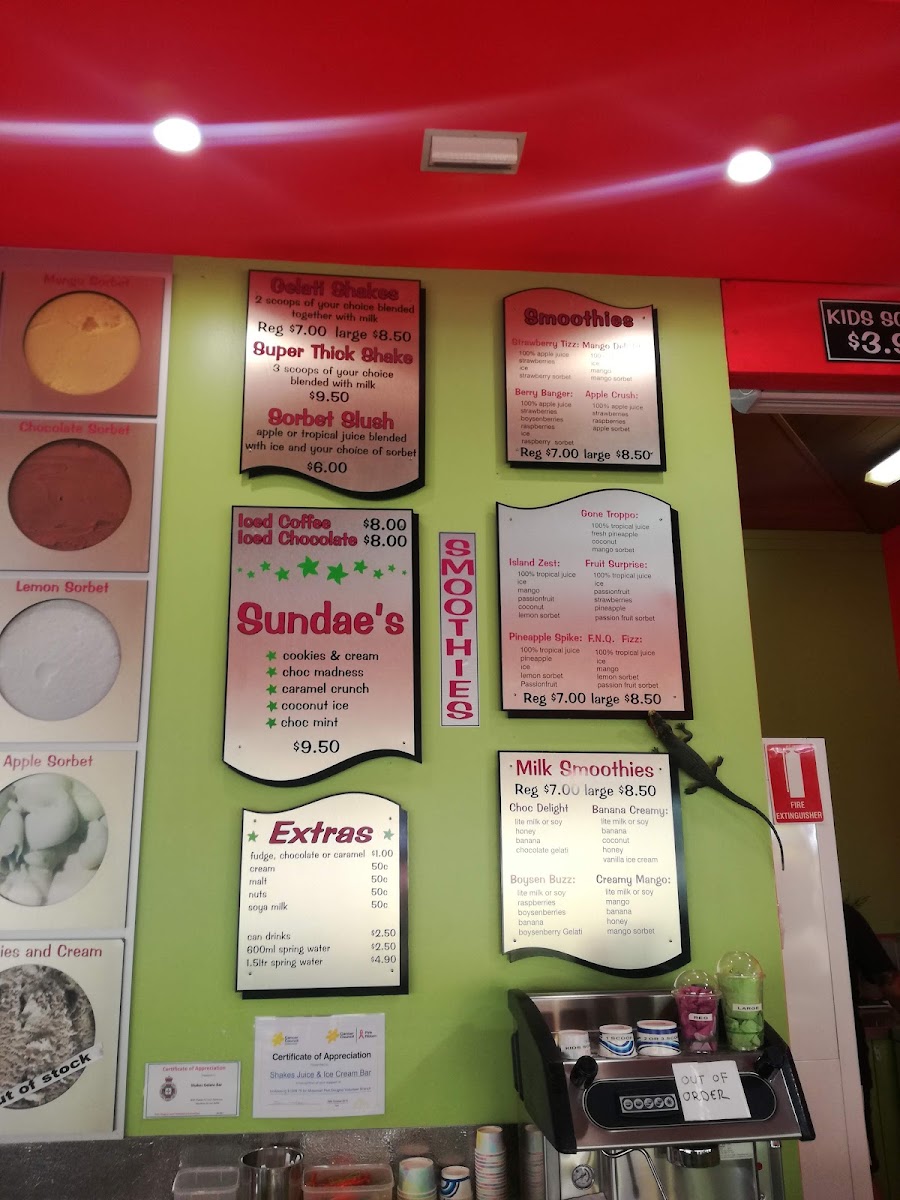 Mango Sorbet
Chocolate Sorbet
Lemon Sorbet
Apple Sorbet
ies and Cream
ut of stock
Gelati Shakes
2 scoops of your choice blended
together with milk
Reg $7.00 large $8.50
Super Thick Shake
3 scoops of your choice
blended with milk
$9.50
Sorbet Slush
apple or tropical juice blended
with ice and your choice of sorbet
$6.00
Iced Coffee $8.00
Iced Chocolate $8.00
Sundae's
cookies & cream
choc madness
caramel crunch
coconut ice
choc mint
$9.50
Extras
fudge, chocolate or caramel $1.00
cream 50c
malt 50c
nuts 50c
soya milk 50c
can drinks $2.50
600ml spring water $2.50
1.5ltr spring water $4.90
Certificate of Appreciation
Certificate of Appreciation
Shakes Juice & Ice Cream Bar
SMOOTHIES
Smoothies
Strawberry Tizz:
100% apple juice
strawberries
ice
strawberry sorbet
Mango
ice
mango
mango sorbet
Berry Banger:
100% apple juice
strawberries
boysenberries
raspberries
ice
raspberry sorbet
Apple Crush:
100% apple juice
strawberries
raspberries
apple sorbet
Reg $7.00 large $8.50
Gone Troppo:
100% tropical juice
fresh pineapple
coconut
mango sorbet
Island Zest:
100% tropical juice
ice
mango
passionfruit
coconut
lemon sorbet
Fruit Surprise:
100% tropical juice
ice
passionfruit
strawberries
pineapple
passion fruit sorbet
Pineapple Spike:
100% tropical juice
pineapple
ice
lemon sorbet
Passionfruit
F.N.Q. Fizz:
100% tropical juice
ice
mango
lemon sorbet
passion fruit sorbet
Reg $7.00 large $8.50
Milk Smoothies
Reg $7.00 large $8.50
Choc Delight
lite milk or soy
honey
banana
chocolate gelati
Banana Creamy:
lite milk or soy
banana
coconut
honey
vanilla ice cream
Boysen Buzz:
lite milk or soy
raspberries
boysenberries
banana
boysenberry Gelati
Creamy Mango:
lite milk or soy
mango
banana
honey
mango sorbet
KIDS SC
$3.9
FIRE
EXTINGUISHER
KIDS
REG
LARGE
OUT OF
ORDER